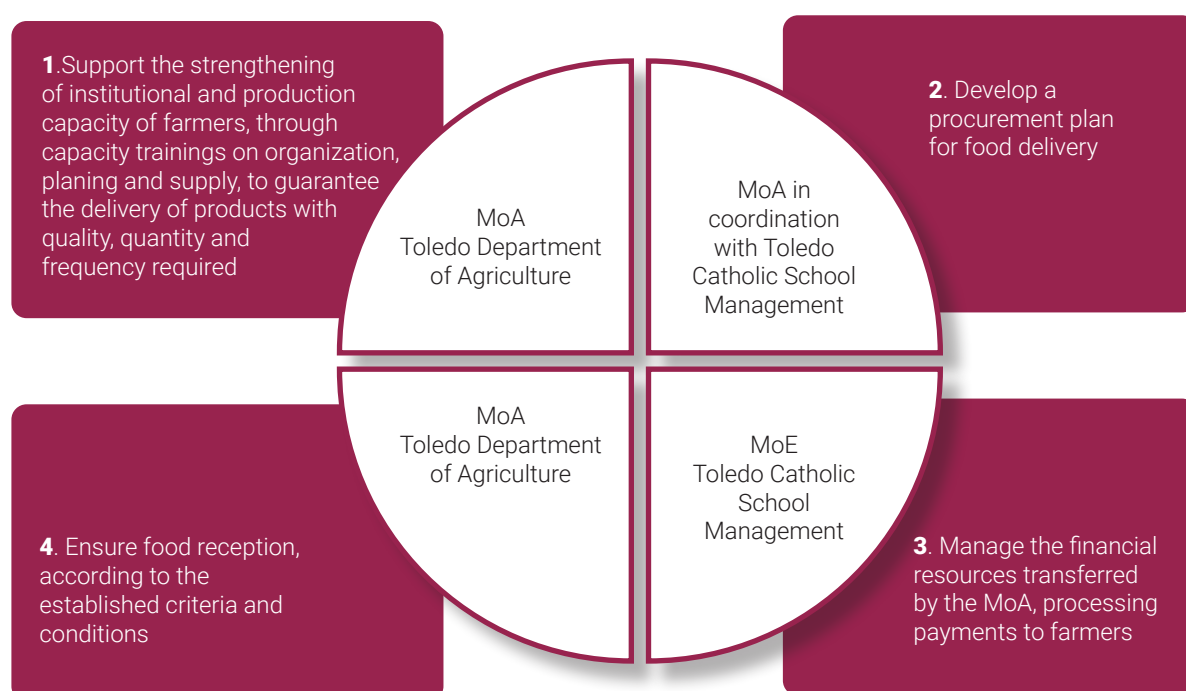 1.Support the strengthening
of institutional and production
capacity of farmers, through
capacity trainings on organization,
planing and supply, to guarantee
the delivery of products with
quality, quantity and
frequency required
MoA
Toledo Department
of Agriculture
MoA in
coordination
with Toledo
Catholic School
Management
2. Develop a
procurement plan
for food delivery
4. Ensure food reception,
according to the
established criteria and
conditions
MoA
Toledo Department
of Agriculture
MoE
Toledo Catholic
School
Management
3. Manage the financial
resources transferred
by the MoA, processing
payments to farmers